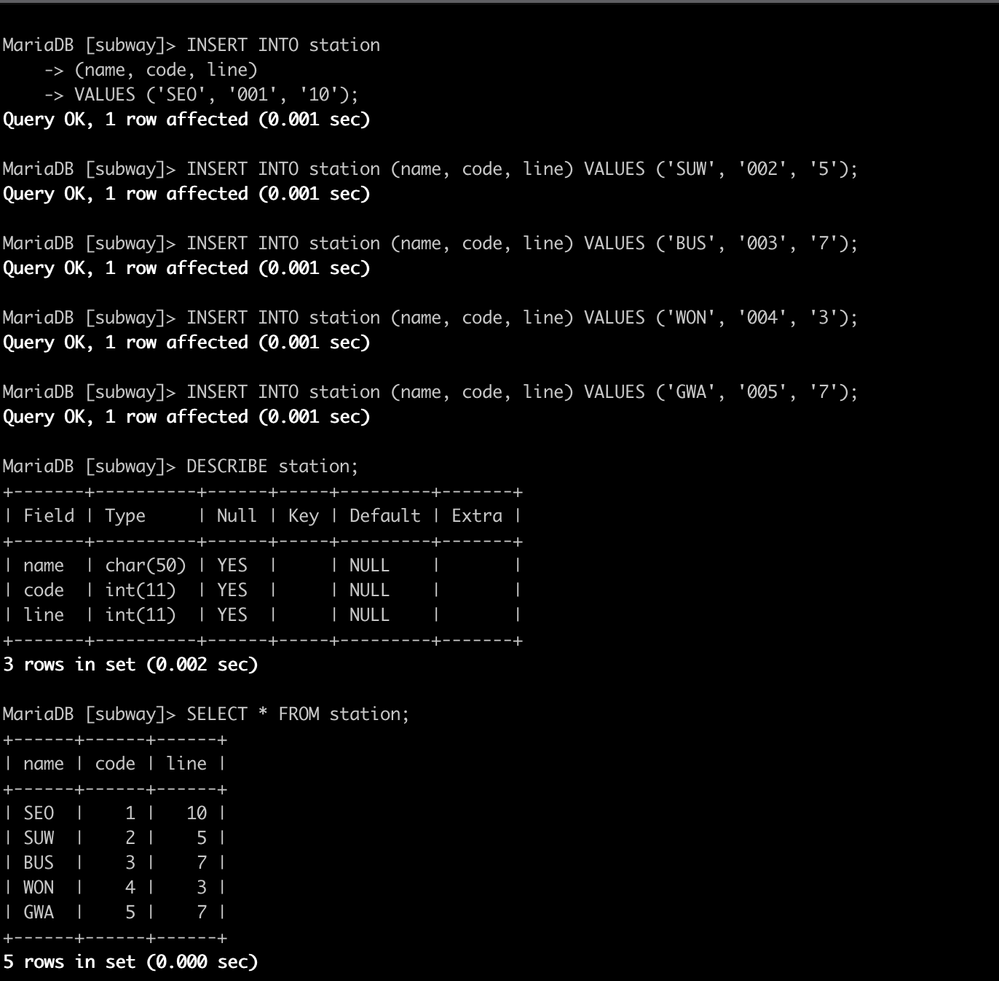 MariaDB [subway]> INSERT INTO station
    -> (name, code, line)
    -> VALUES ('SEO', '001', '10');
Query OK, 1 row affected (0.001 sec)

MariaDB [subway]> INSERT INTO station (name, code, line) VALUES ('SUW', '002', '5');
Query OK, 1 row affected (0.001 sec)

MariaDB [subway]> INSERT INTO station (name, code, line) VALUES ('BUS', '003', '7');
Query OK, 1 row affected (0.001 sec)

MariaDB [subway]> INSERT INTO station (name, code, line) VALUES ('WON', '004', '3');
Query OK, 1 row affected (0.001 sec)

MariaDB [subway]> INSERT INTO station (name, code, line) VALUES ('GWA', '005', '7');
Query OK, 1 row affected (0.001 sec)

MariaDB [subway]> DESCRIBE station;
+-------+----------+------+-----+---------+-------+
| Field | Type     | Null | Key | Default | Extra |
+-------+----------+------+-----+---------+-------+
| name  | char(50) | YES  |     | NULL    |       |
| code  | int(11)  | YES  |     | NULL    |       |
| line  | int(11)  | YES  |     | NULL    |       |
+-------+----------+------+-----+---------+-------+
3 rows in set (0.002 sec)

MariaDB [subway]> SELECT * FROM station;
+------+------+------+
| name | code | line |
+------+------+------+
| SEO  |    1 |   10 |
| SUW  |    2 |    5 |
| BUS  |    3 |    7 |
| WON  |    4 |    3 |
| GWA  |    5 |    7 |
+------+------+------+
5 rows in set (0.000 sec)